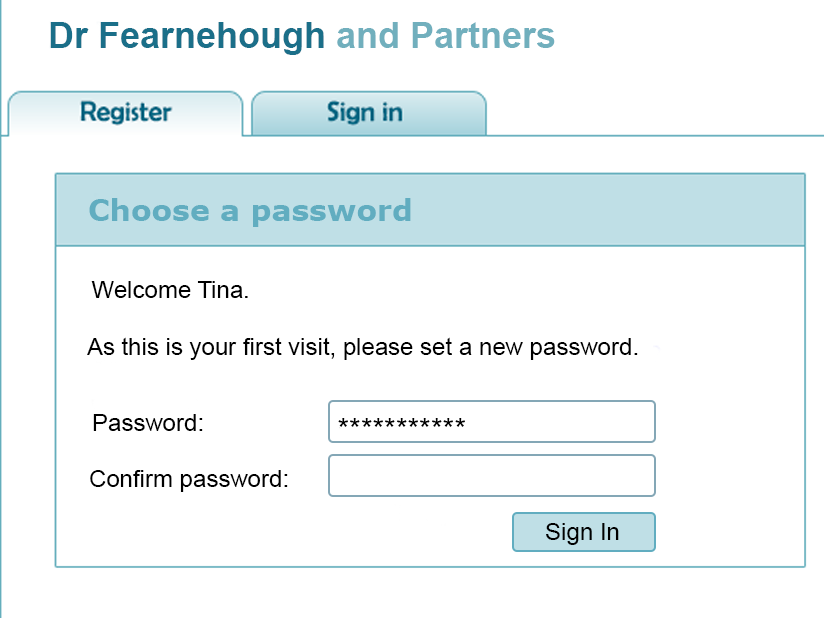 Dr Fearnehough and Partners
Register
Sign in
Choose a password
Welcome Tina.
As this is your first visit, please set a new password.
Password: ***********
Confirm password:
Sign In